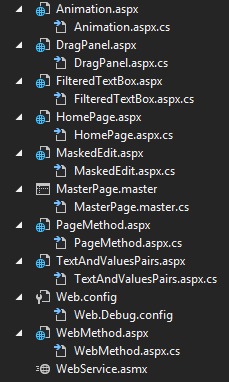 Animation.aspx
Animation.aspx.cs
DragPanel.aspx
DragPanel.aspx.cs
FilteredTextBox.aspx
FilteredTextBox.aspx.cs
HomePage.aspx
HomePage.aspx.cs
MaskedEdit.aspx
MaskedEdit.aspx.cs
MasterPage.master
MasterPage.master.cs
PageMethod.aspx
PageMethod.aspx.cs
TextAndValuesPairs.aspx
TextAndValuesPairs.aspx.cs
Web.config
Web.Debug.config
WebMethod.aspx
WebMethod.aspx.cs
WebService.asmx